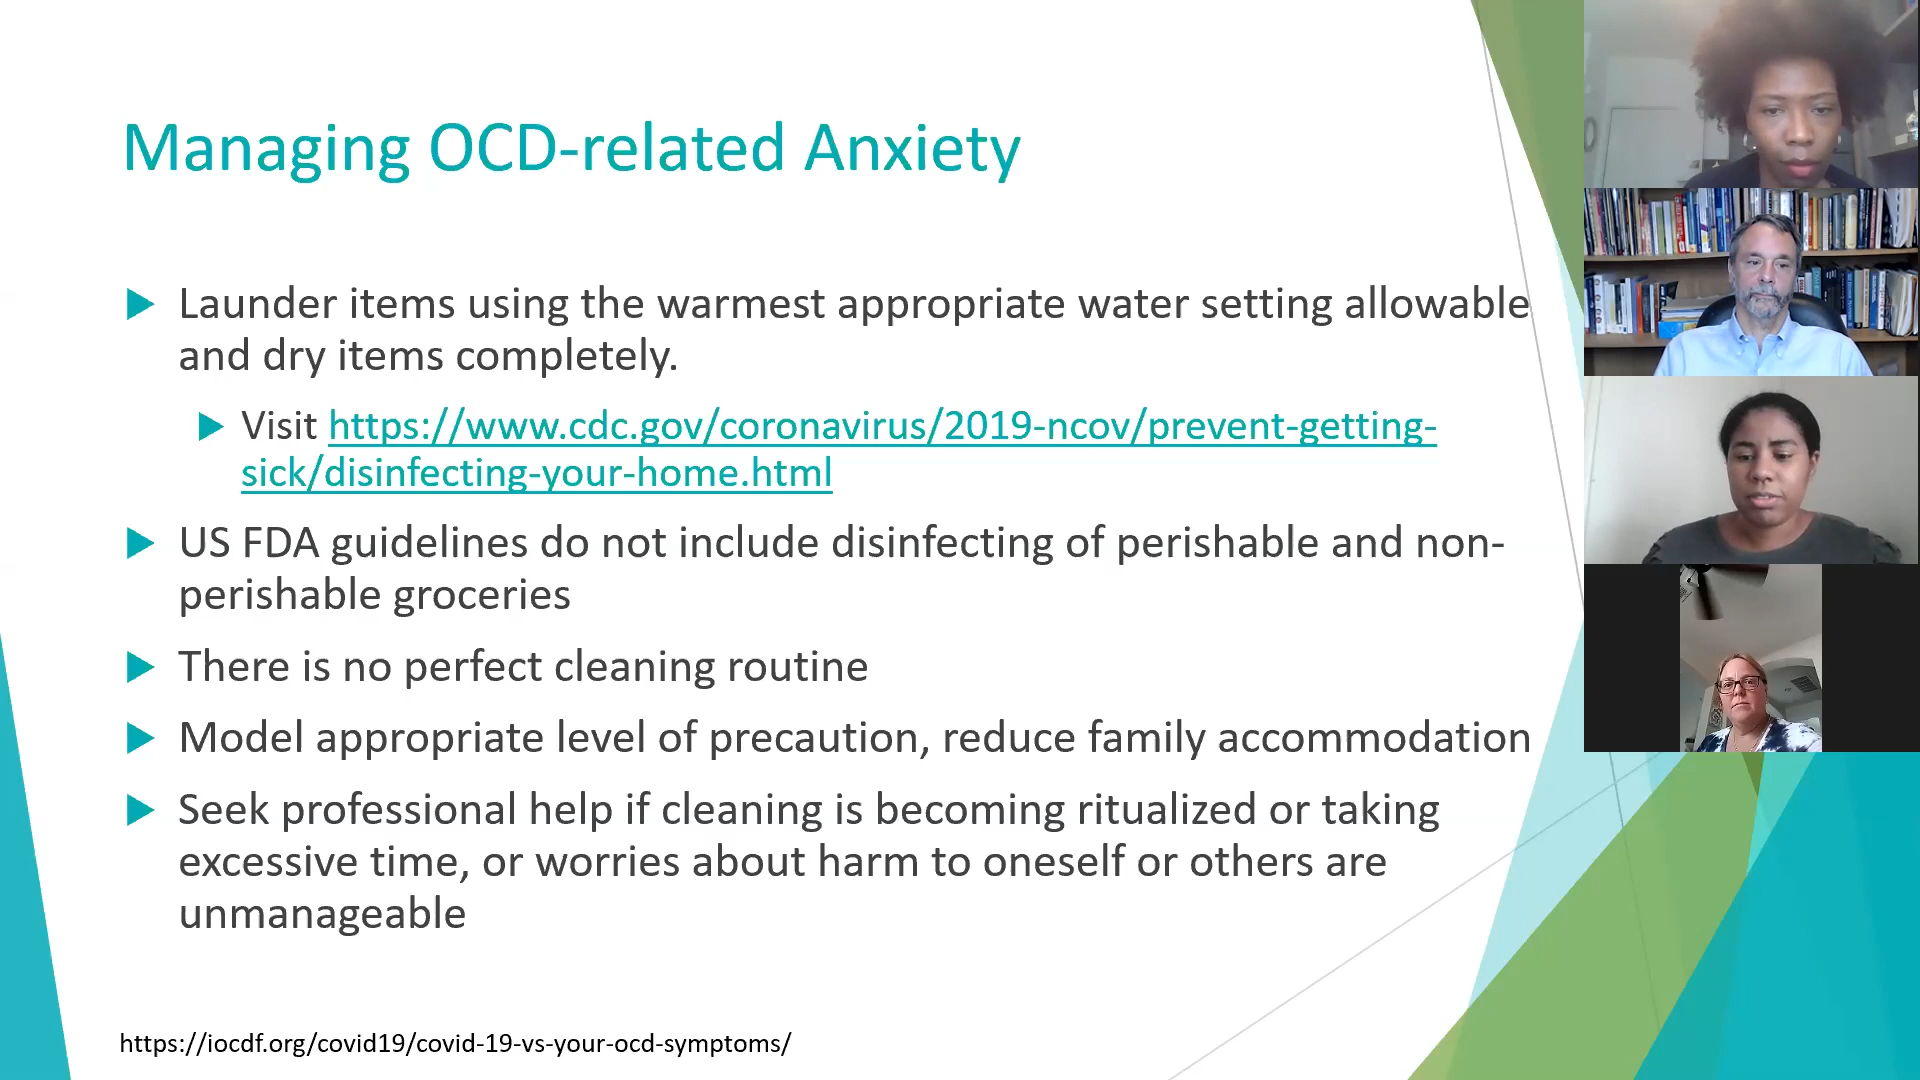 Managing OCD-related Anxiety
Launder items using the warmest appropriate water setting allowable
and dry items completely.
Visit https://www.cdc.gov/coronavirus/2019-ncov/prevent-getting-
sick/disinfecting-your-home.html
US FDA guidelines do not include disinfecting of perishable and non-
perishable groceries
There is no perfect cleaning routine
Model appropriate level of precaution, reduce family accommodation
Seek professional help if cleaning is becoming ritualized or taking
excessive time, or worries about harm to oneself or others are
unmanageable
https://iocdf.org/covid19/covid-19-vs-your-ocd-symptoms/